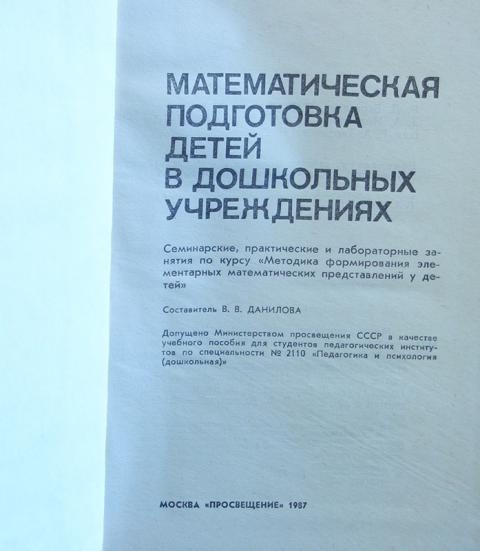 МАТЕМАТИЧЕСКАЯ
ПОДГОТОВКА
ДЕТЕЙ
В ДОШКОЛЬНЫХ
УЧРЕЖДЕНИЯХ
Семинарские, практические и лабораторные за-
нятия по курсу «Методика формирования эле-
ментарных математических представлений у де-
тей»
Составитель В. В. ДАНИЛОВА
Допущено Министерством просвещения СССР в качестве
учебного пособия для студентов педагогических институ-
тов по специальности № 2110 «Педагогика и психология
(дошкольная)»
МОСКВА «ПРОСВЕЩЕНИЕ» 1987